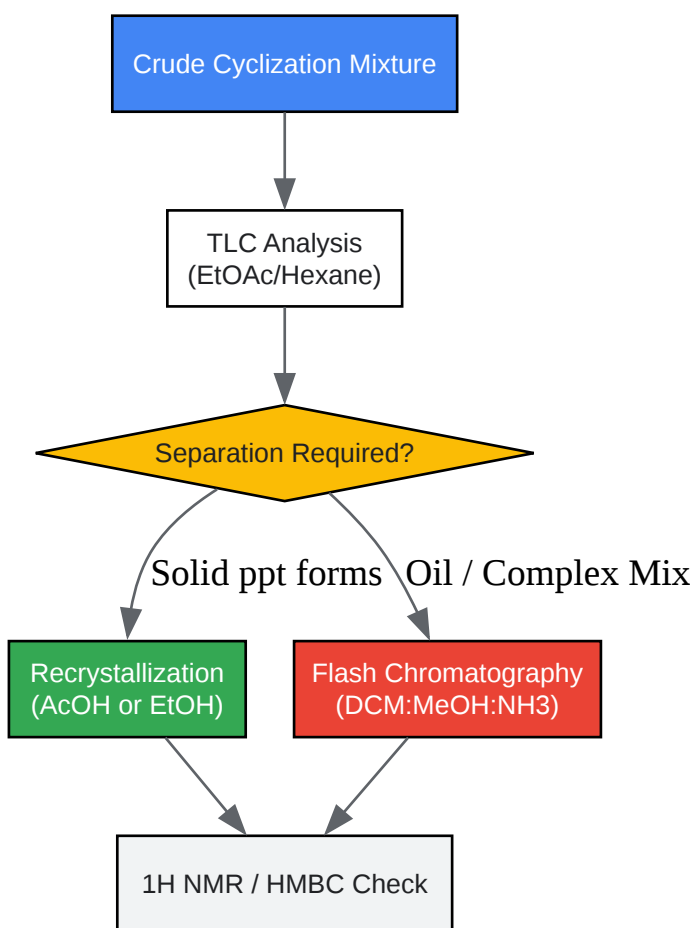 Crude Cyclization Mixture
TLC Analysis
(EtOAc/Hexane)
Separation Required?
Solid ppt forms
Oil / Complex Mix
Recrystallization
(AcOH or EtOH)
Flash Chromatography
(DCM:MeOH:NH3)
1H NMR / HMBC Check